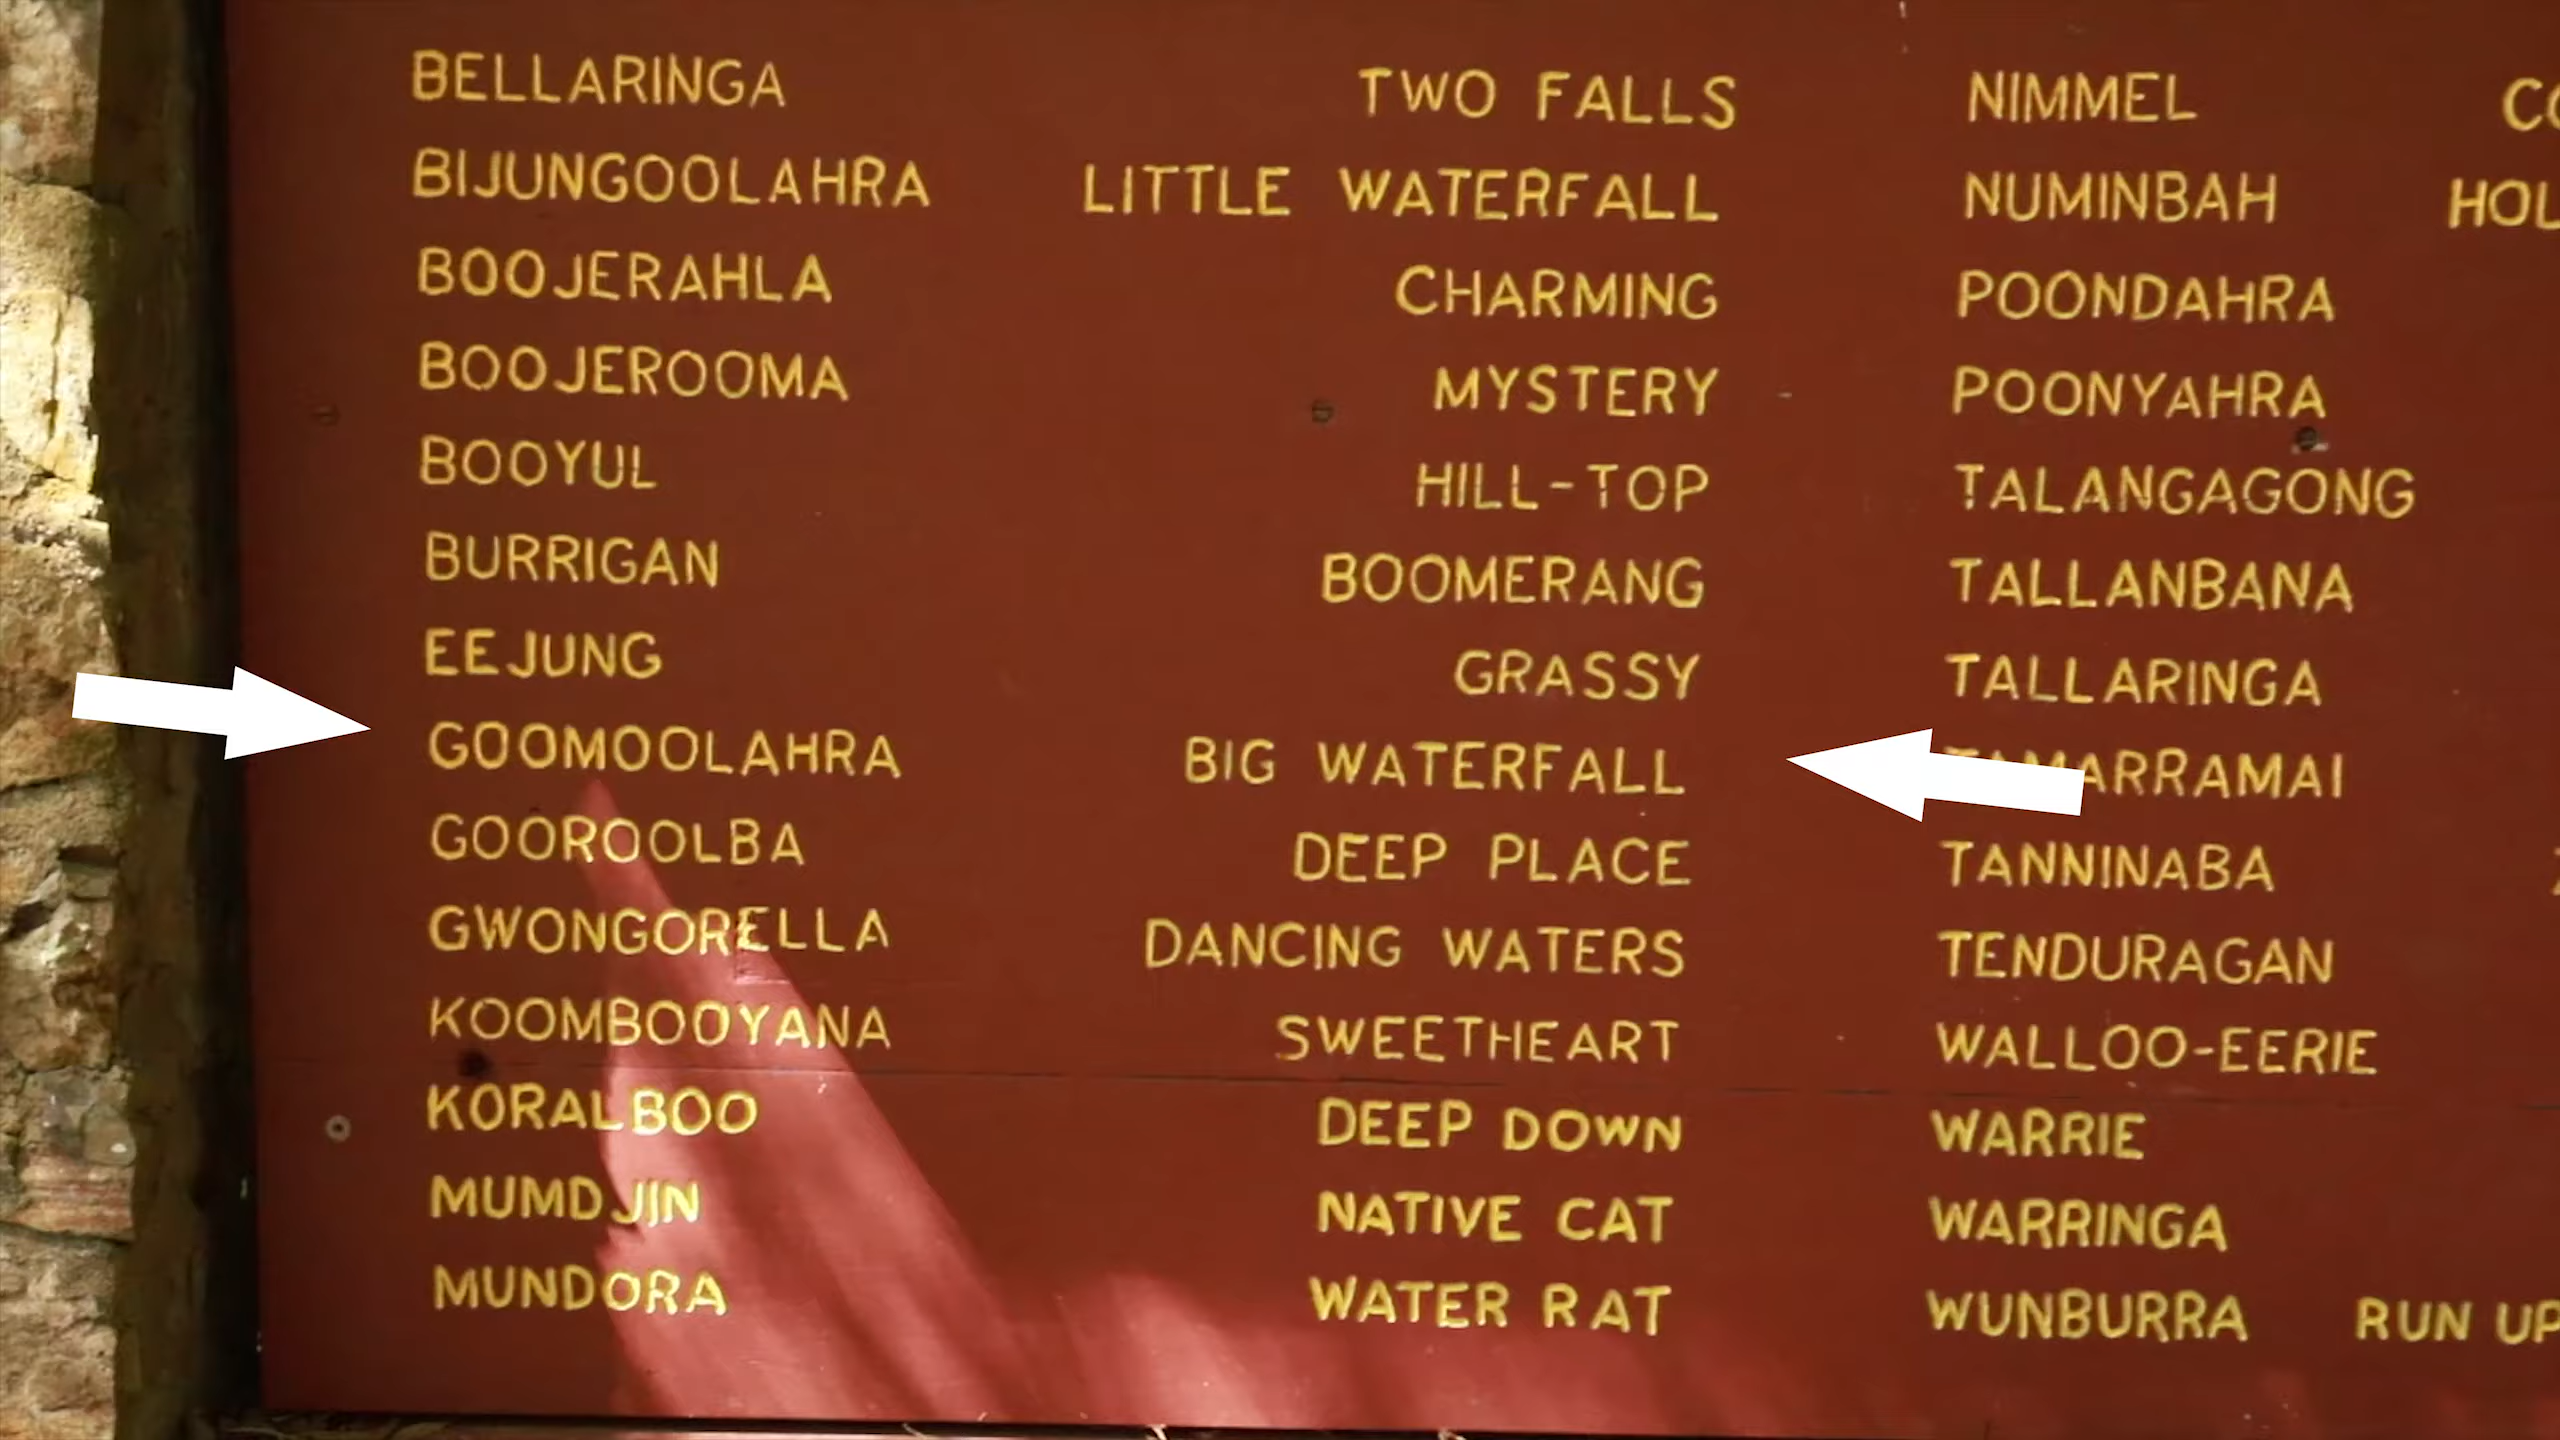 BELLARINGA TWO FALLS NIMMEL
BIJUNGOOLAHRA LITTLE WATERFALL NUMINBAH
BOOJERAHLA CHARMING POONDAHRA
BOOJEROOMA MYSTERY POONYAHRA
BOOYUL HILL-TOP TALANGAGONG
BURRIGAN BOOMERANG TALLANBANA
EEJUNG GRASSY TALLARINGA
GOOMOOLAHRA BIG WATERFALL TAMARRAMAI
GOOROOLBA DEEP PLACE TANNINABA
GWONGORELLA DANCING WATERS TENDURAGAN
KOOMBOOYANA SWEETHEART WALLOO-EERIE
KORALBOO DEEP DOWN WARRIE
MUMDJIN NATIVE CAT WARRINGA
MUNDORA WATER RAT WUNBURRA RUN UP